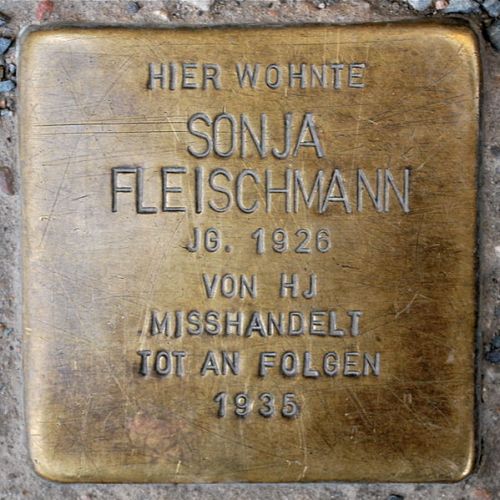 HIER WOHNTE
SONJA
FLEISCHMANN
JG. 1926
VON HJ
MISSHANDELT
TOT AN FOLGEN
1935